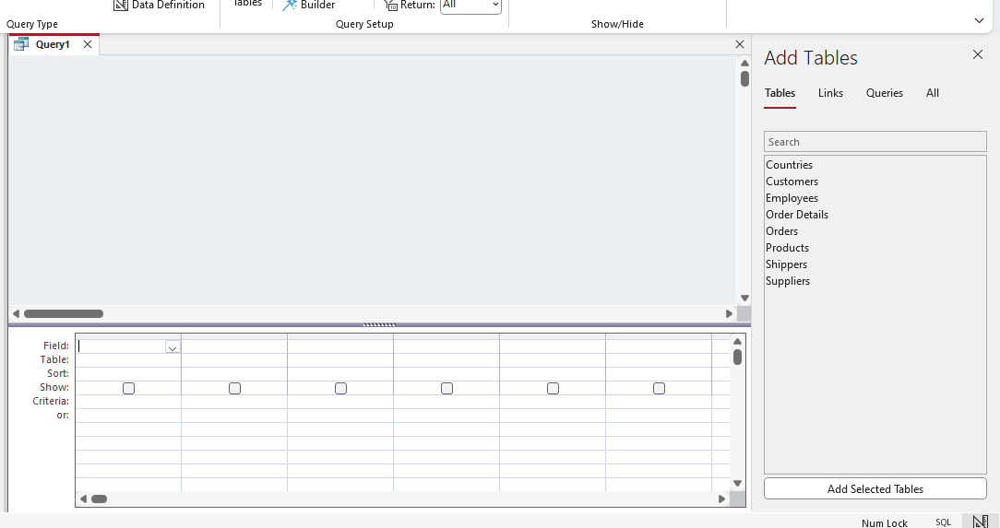 Data Definition
Tables
Builder
Return: All
Query Type
Query Setup
Show/Hide
Query1
Add Tables
Tables Links Queries All
Search
Countries
Customers
Employees
Order Details
Orders
Products
Shippers
Suppliers
Field:
Table:
Sort:
Show:
Criteria:
or:
Add Selected Tables
Num Lock SQL